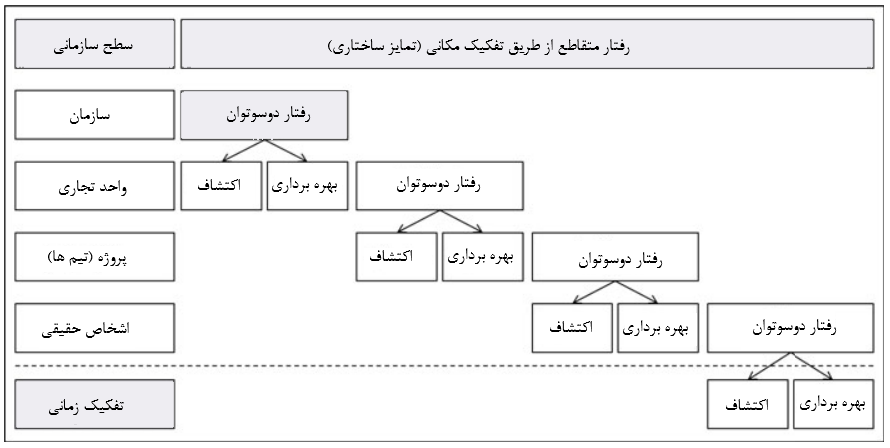 سطح سازمانی
رفتار متقاطع از طریق تفکیک مکانی (تمایز ساختاری)
سازمان
رفتار دوسوتوان
واحد تجاری
اکتشاف
بهره برداری
رفتار دوسوتوان
پروژه (تیم ها)
اکتشاف
بهره برداری
رفتار دوسوتوان
اشخاص حقیقی
اکتشاف
بهره برداری
رفتار دوسوتوان
تفکیک زمانی
اکتشاف
بهره برداری